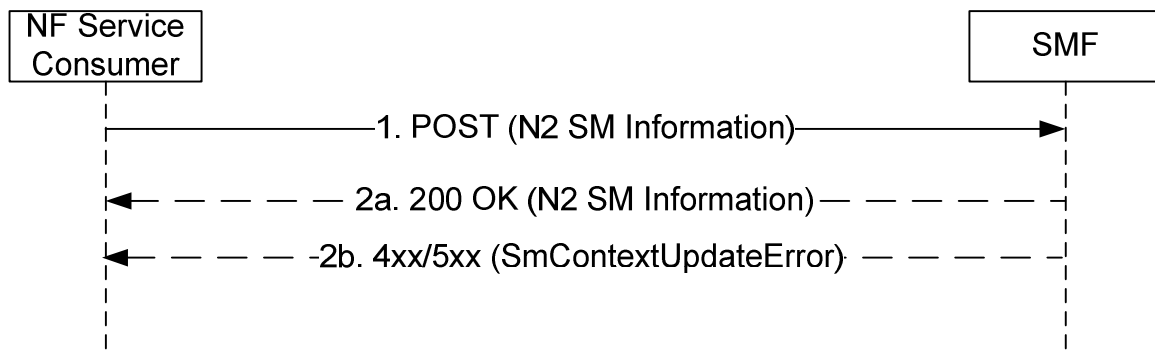 NF Service
Consumer
SMF
1. POST (N2 SM Information)
2a. 200 OK (N2 SM Information)
2b. 4xx/5xx (SmContextUpdateError)